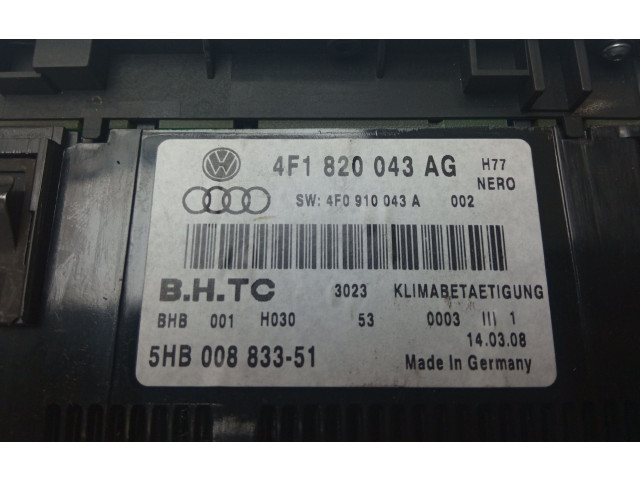 4F1 820 043 AG H77
NERO
SW: 4F0 910 043 A 002
B.H.TC 3023 KLIMABETAETIGUNG
BHB 001 H030 53 0003 III 1
14.03.08
5HB 008 833-51 Made In Germany